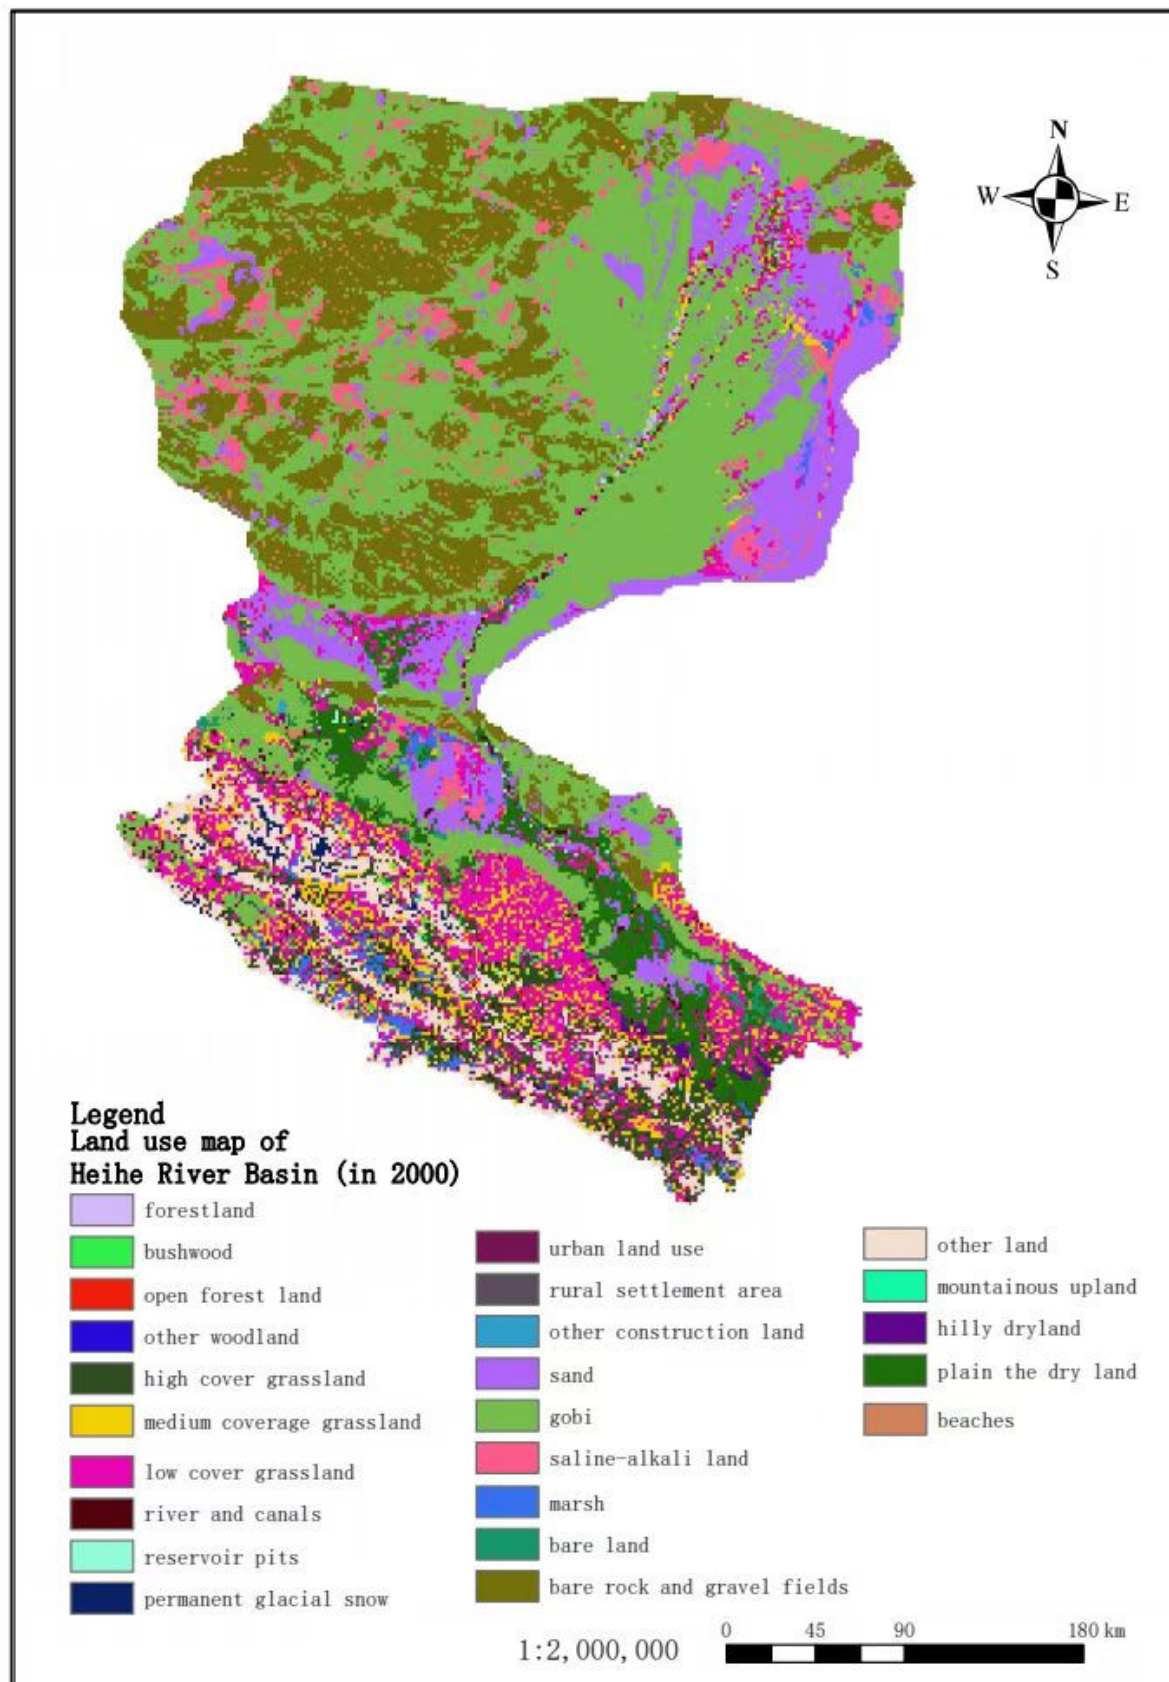 N
W E
S
Legend
Land use map of
Heihe River Basin (in 2000)
forestland
bushwood
open forest land
other woodland
high cover grassland
medium coverage grassland
low cover grassland
river and canals
reservoir pits
permanent glacial snow
urban land use
rural settlement area
other construction land
sand
gobi
saline-alkali land
marsh
bare land
bare rock and gravel fields
other land
mountainous upland
hilly dryland
plain the dry land
beaches
1:2,000,000
0 45 90 180 km